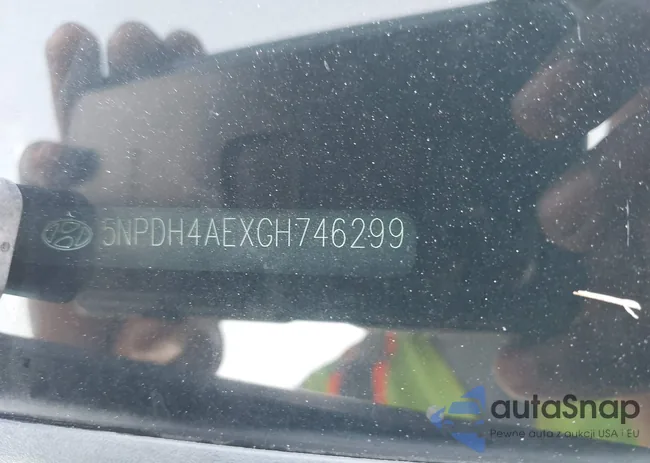 5NPDH4AEXGH746299
autaSnap
Pewne auta z aukcji USA i EU